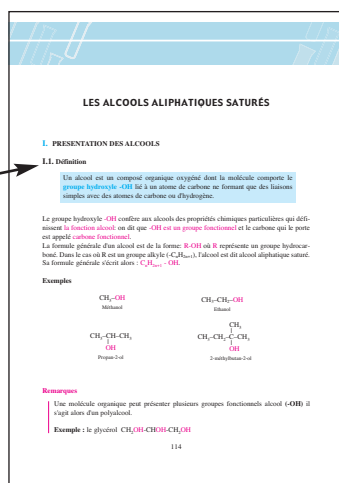 LES ALCOOLS ALIPHATIQUES SATURÉS
I. PRESENTATION DES ALCOOLS
I.1. Définition
Un alcool est un composé organique oxygéné dont la molécule comporte le
groupe hydroxyle -OH lié à un atome de carbone ne formant que des liaisons
simples avec des atomes de carbone ou d'hydrogène.
Le groupe hydroxyle -OH confère aux alcools des propriétés chimiques particulières qui défi-
nissent la fonction alcool: on dit que -OH est un groupe fonctionnel et le carbone qui le porte
est appelé carbone fonctionnel.
La formule générale d'un alcool est de la forme: R-OH où R représente un groupe hydrocar-
boné. Dans le cas où R est un groupe alkyle (-CₙH₂ₙ₊₁), l'alcool est dit alcool aliphatique saturé.
Sa formule générale s'écrit alors : CₙH₂ₙ₊₁ - OH.
Exemples
CH₃-OH CH₃-CH₂-OH
Méthanol Ethanol
CH₃
CH₃-CH-CH₃ CH₃-CH₂-C-CH₃
OH OH
Propan-2-ol 2-méthylbutan-2-ol
Remarques
Une molécule organique peut présenter plusieurs groupes fonctionnels alcool (-OH) il
s'agit alors d'un polyalcool.
Exemple : le glycérol CH₂OH-CHOH-CH₂OH
114